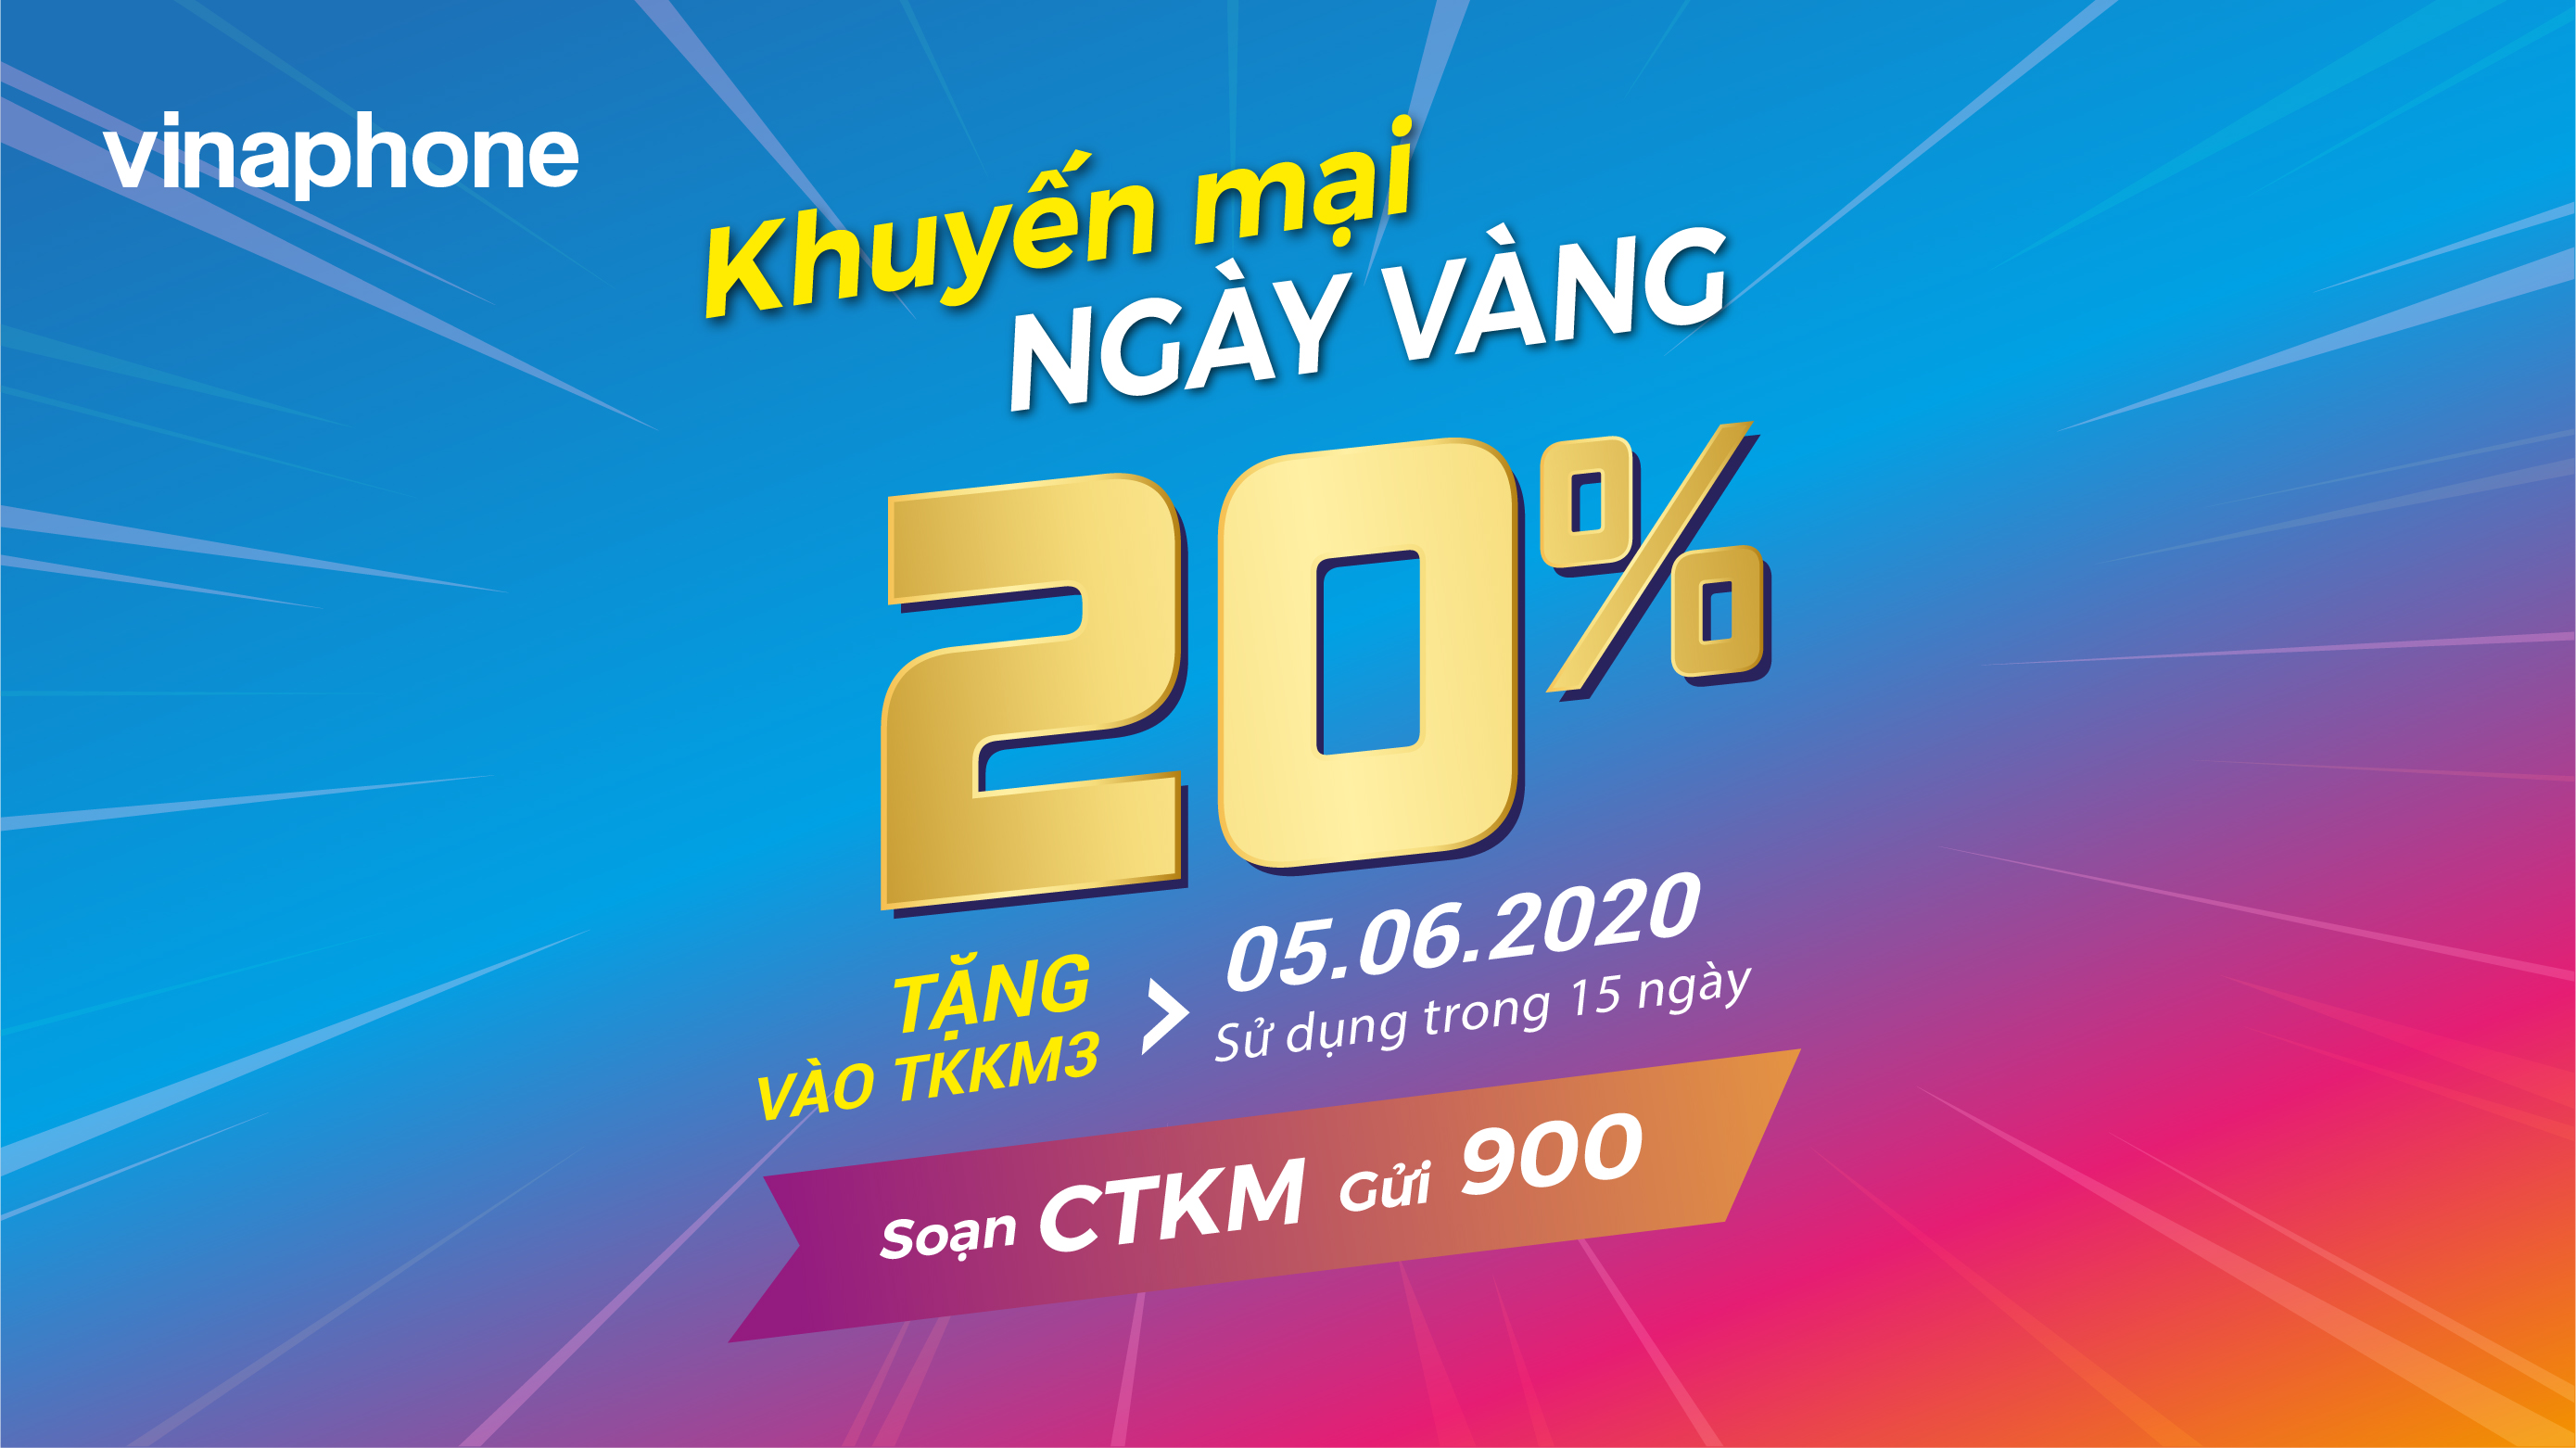 vinaphone
Khuyến mại
NGÀY VÀNG
20%
TẶNG
VÀO TKKM3
>
05.06.2020
Sử dụng trong 15 ngày
Soạn CTKM Gửi 900